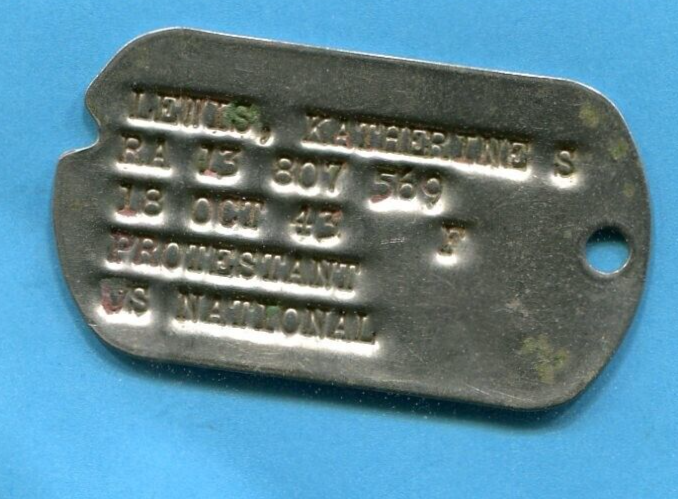 LEWIS, KATHERINE S
RA 13 807 569
18 OCT 43 F
PROTESTANT
US NATIONAL